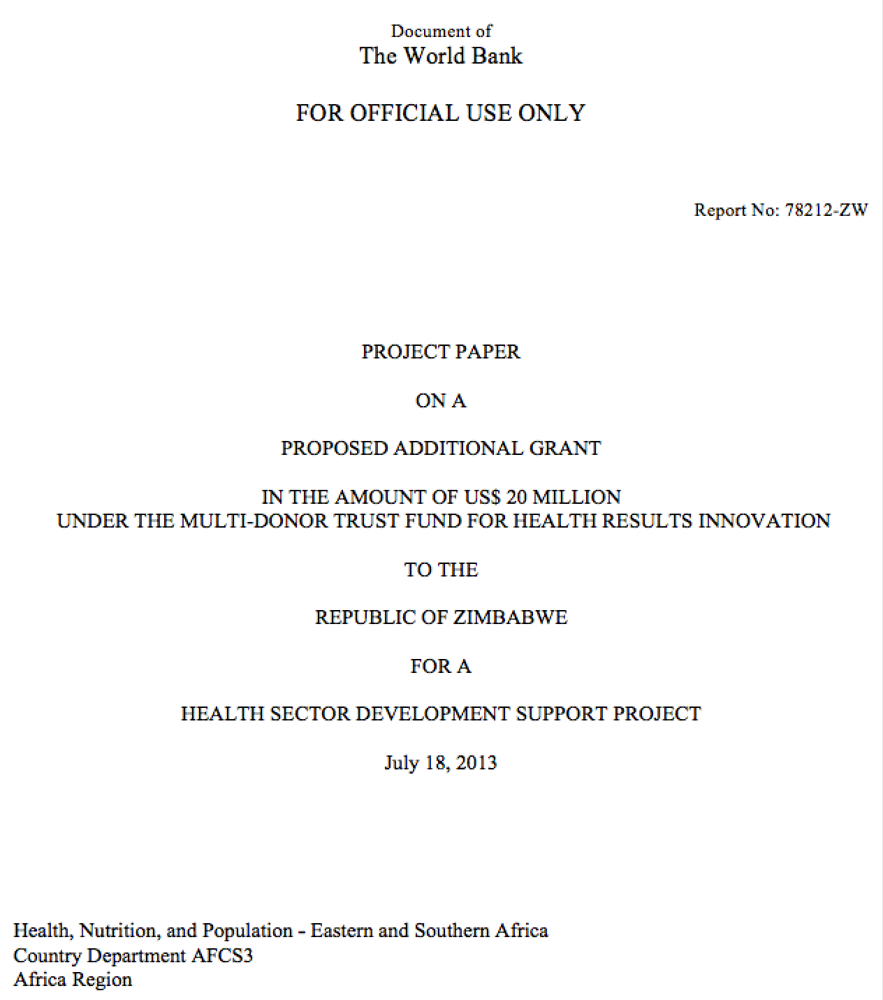 Document of
The World Bank
FOR OFFICIAL USE ONLY
Report No: 78212-ZW
PROJECT PAPER
ON A
PROPOSED ADDITIONAL GRANT
IN THE AMOUNT OF US$ 20 MILLION
UNDER THE MULTI-DONOR TRUST FUND FOR HEALTH RESULTS INNOVATION
TO THE
REPUBLIC OF ZIMBABWE
FOR A
HEALTH SECTOR DEVELOPMENT SUPPORT PROJECT
July 18, 2013
Health, Nutrition, and Population - Eastern and Southern Africa
Country Department AFCS3
Africa Region